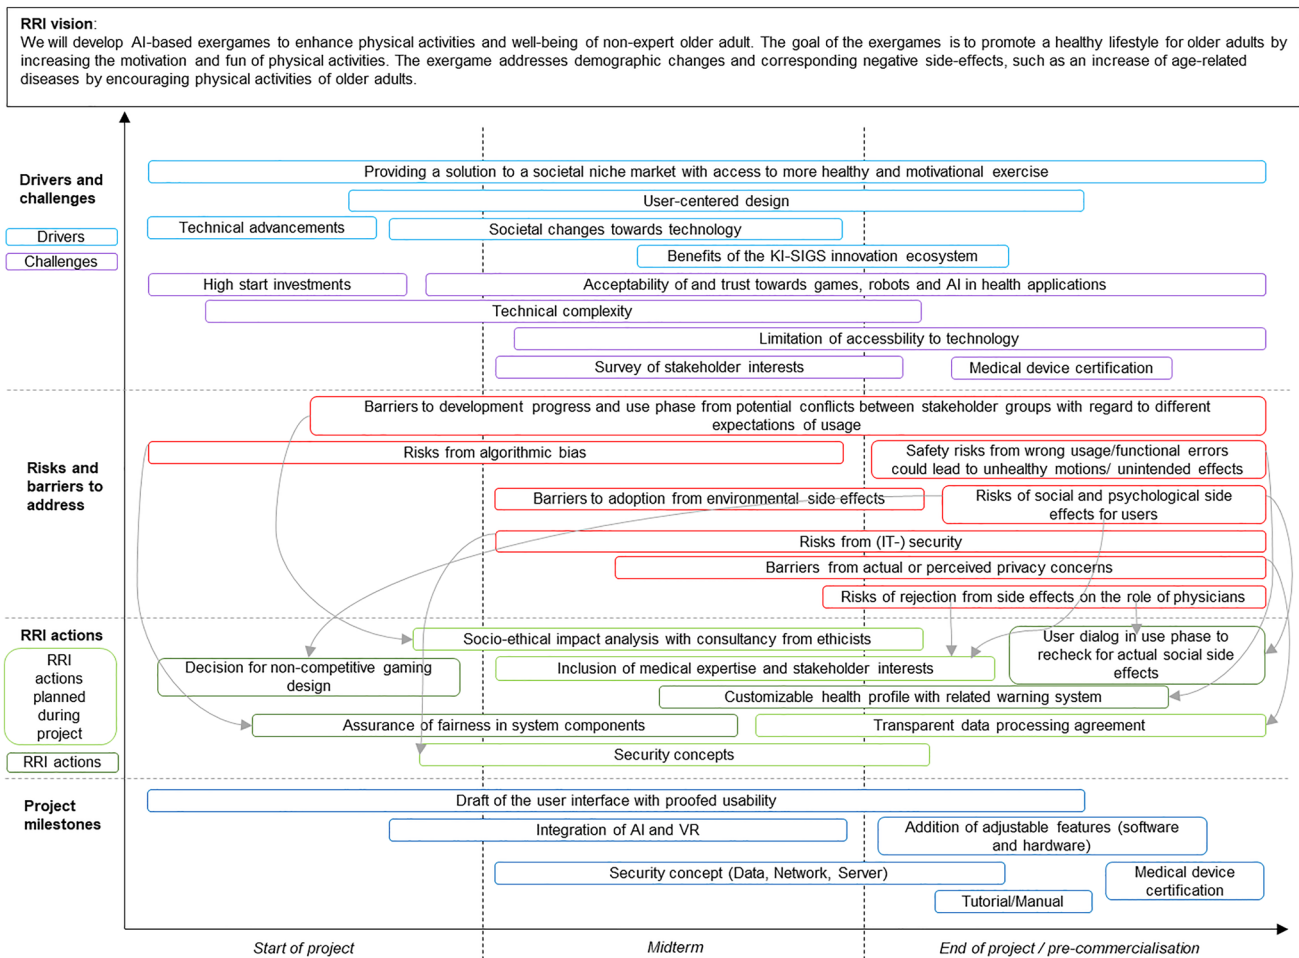 RRI vision:
We will develop AI-based exergames to enhance physical activities and well-being of non-expert older adult. The goal of the exergames is to promote a healthy lifestyle for older adults by
increasing the motivation and fun of physical activities. The exergame addresses demographic changes and corresponding negative side-effects, such as an increase of age-related
diseases by encouraging physical activities of older adults.
Drivers and
challenges
Drivers
Challenges
Providing a solution to a societal niche market with access to more healthy and motivational exercise
User-centered design
Technical advancements
Societal changes towards technology
Benefits of the KI-SIGS innovation ecosystem
High start investments
Acceptability of and trust towards games, robots and AI in health applications
Technical complexity
Limitation of accessbility to technology
Survey of stakeholder interests
Medical device certification
Risks and
barriers to
address
Barriers to development progress and use phase from potential conflicts between stakeholder groups with regard to different
expectations of usage
Risks from algorithmic bias
Safety risks from wrong usage/functional errors
could lead to unhealthy motions/ unintended effects
Barriers to adoption from environmental side effects
Risks of social and psychological side
effects for users
Risks from (IT-) security
Barriers from actual or perceived privacy concerns
Risks of rejection from side effects on the role of physicians
RRI actions
RRI
actions
planned
during
project
RRI actions
Socio-ethical impact analysis with consultancy from ethicists
User dialog in use phase to
recheck for actual social side
effects
Decision for non-competitive gaming
design
Inclusion of medical expertise and stakeholder interests
Customizable health profile with related warning system
Assurance of fairness in system components
Transparent data processing agreement
Security concepts
Project
milestones
Draft of the user interface with proofed usability
Integration of AI and VR
Addition of adjustable features (software
and hardware)
Security concept (Data, Network, Server)
Medical device
certification
Tutorial/Manual
Start of project
Midterm
End of project / pre-commercialisation